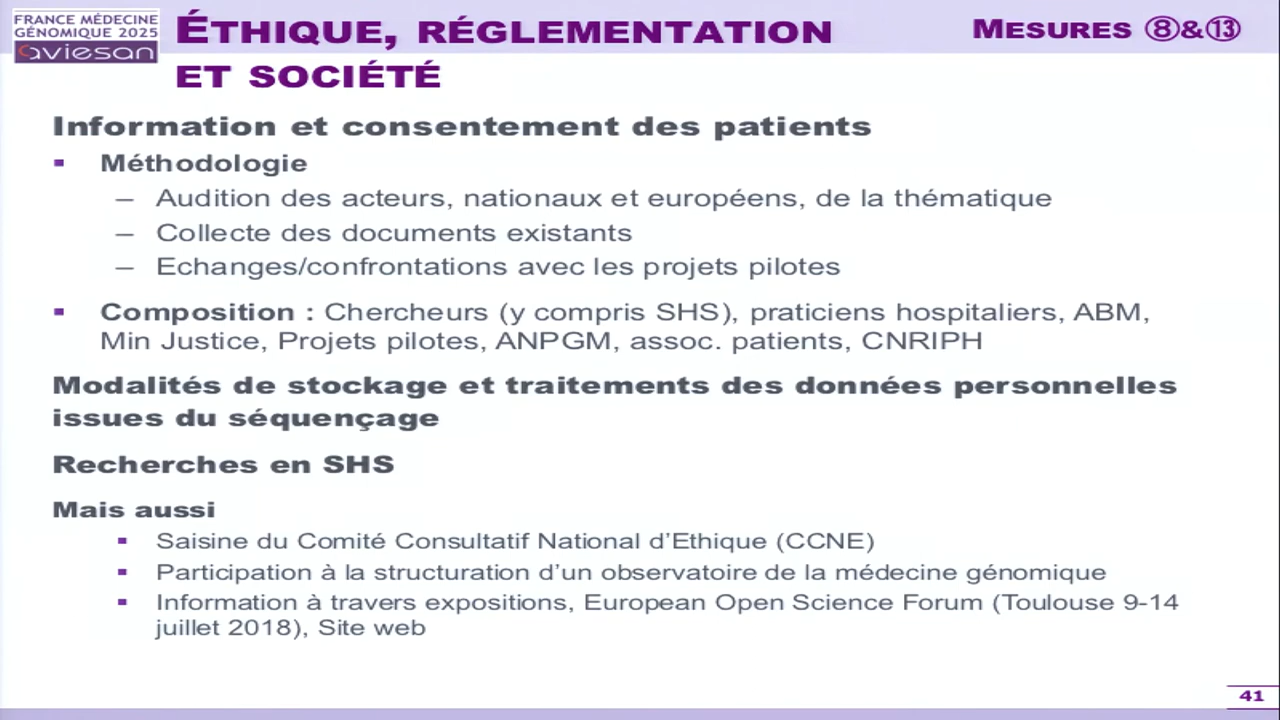 FRANCE MÉDECINE
GÉNOMIQUE 2025
aviesan
ÉTHIQUE, RÉGLEMENTATION
ET SOCIÉTÉ
MESURES ⑧&⑬
Information et consentement des patients
▪ Méthodologie
– Audition des acteurs, nationaux et européens, de la thématique
– Collecte des documents existants
– Echanges/confrontations avec les projets pilotes
▪ Composition : Chercheurs (y compris SHS), praticiens hospitaliers, ABM,
Min Justice, Projets pilotes, ANPGM, assoc. patients, CNRIPH
Modalités de stockage et traitements des données personnelles
issues du séquençage
Recherches en SHS
Mais aussi
▪ Saisine du Comité Consultatif National d’Ethique (CCNE)
▪ Participation à la structuration d’un observatoire de la médecine génomique
▪ Information à travers expositions, European Open Science Forum (Toulouse 9-14
juillet 2018), Site web
41